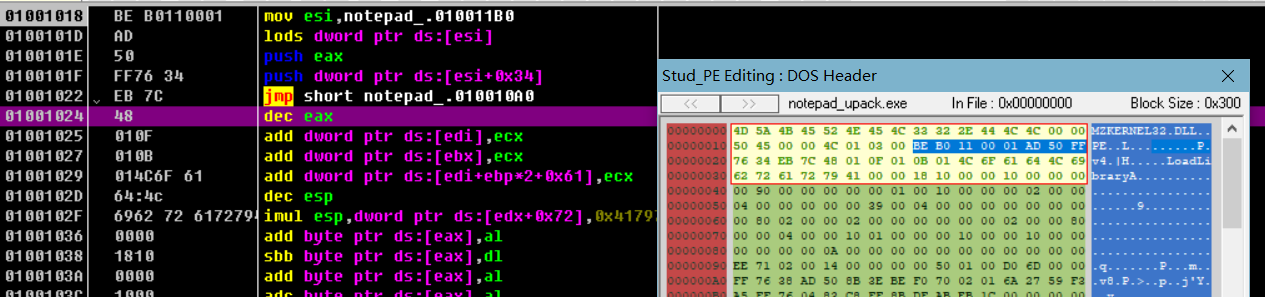 01001018 BE B0110001 mov esi,notepad_.010011B0
0100101D AD lods dword ptr ds:[esi]
0100101E 50 push eax
0100101F FF76 34 push dword ptr ds:[esi+0x34]
01001022 EB 7C jmp short notepad_.010010A0
01001024 48 dec eax
01001025 010F add dword ptr ds:[edi],ecx
01001027 010B add dword ptr ds:[ebx],ecx
01001029 014C6F 61 add dword ptr ds:[edi+ebp*2+0x61],ecx
0100102D 64:4c dec esp
0100102F 6962 72 6172794 imul esp,dword ptr ds:[edx+0x72],0x4179
01001036 0000 add byte ptr ds:[eax],al
01001038 1810 sbb byte ptr ds:[eax],dl
0100103A 0000 add byte ptr ds:[eax],al
Stud_PE Editing : DOS Header
<< >> notepad_upack.exe In File : 0x00000000 Block Size : 0x300
00000000 4D 5A 4B 45 52 4E 45 4C 33 32 2E 44 4C 4C 00 00 MZKERNEL32.DLL..
00000010 50 45 00 00 4C 01 03 00 BE B0 11 00 01 AD 50 FF PE..L.........P.
00000020 76 34 EB 7C 48 01 0F 01 0B 01 4C 6F 61 64 4C 69 v4.|H.....LoadLi
00000030 62 72 61 72 79 41 00 00 18 10 00 00 10 00 00 00 braryA..........
00000040 00 90 00 00 00 00 00 01 00 10 00 00 00 02 00 00
00000050 04 00 00 00 00 00 39 00 04 00 00 00 00 00 00 00 ......9.........
00000060 00 80 02 00 00 02 00 00 00 00 00 00 02 00 00 80
00000070 00 00 04 00 00 10 01 00 00 00 10 00 00 10 00 00
00000080 00 00 00 00 0A 00 00 00 00 00 00 00 00 00 00 00
00000090 EE 71 02 00 14 00 00 00 00 50 01 00 D0 6D 00 00 .q.......P...m..
000000A0 FF 76 38 AD 50 8B 3E BE F0 70 02 01 6A 27 59 F3 .v8.P.>..p..j'Y.